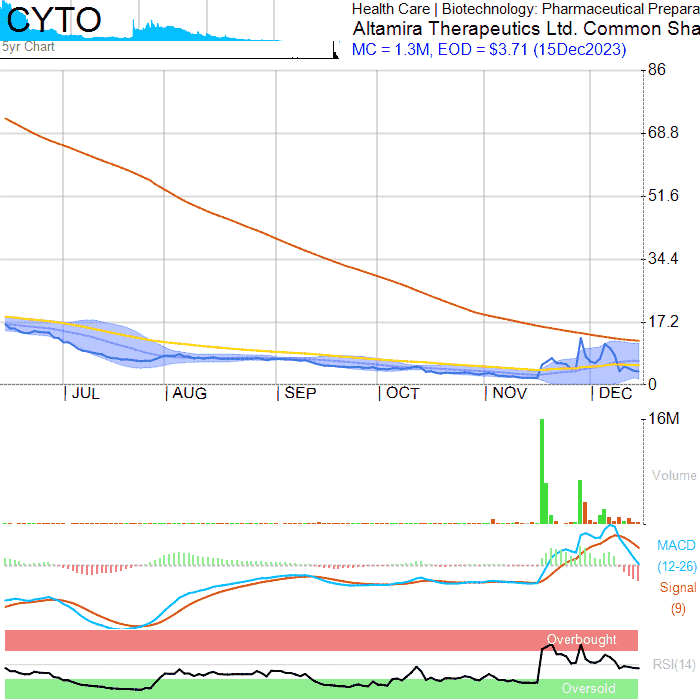 CYTO
5yr Chart
Health Care | Biotechnology: Pharmaceutical Prepara
Altamira Therapeutics Ltd. Common Sha
MC = 1.3M, EOD = $3.71 (15Dec2023)
86
68.8
51.6
34.4
17.2
0
JUL
AUG
SEP
OCT
NOV
DEC
16M
Volume
MACD
(12-26)
Signal
(9)
Overbought
RSI(14)
Oversold